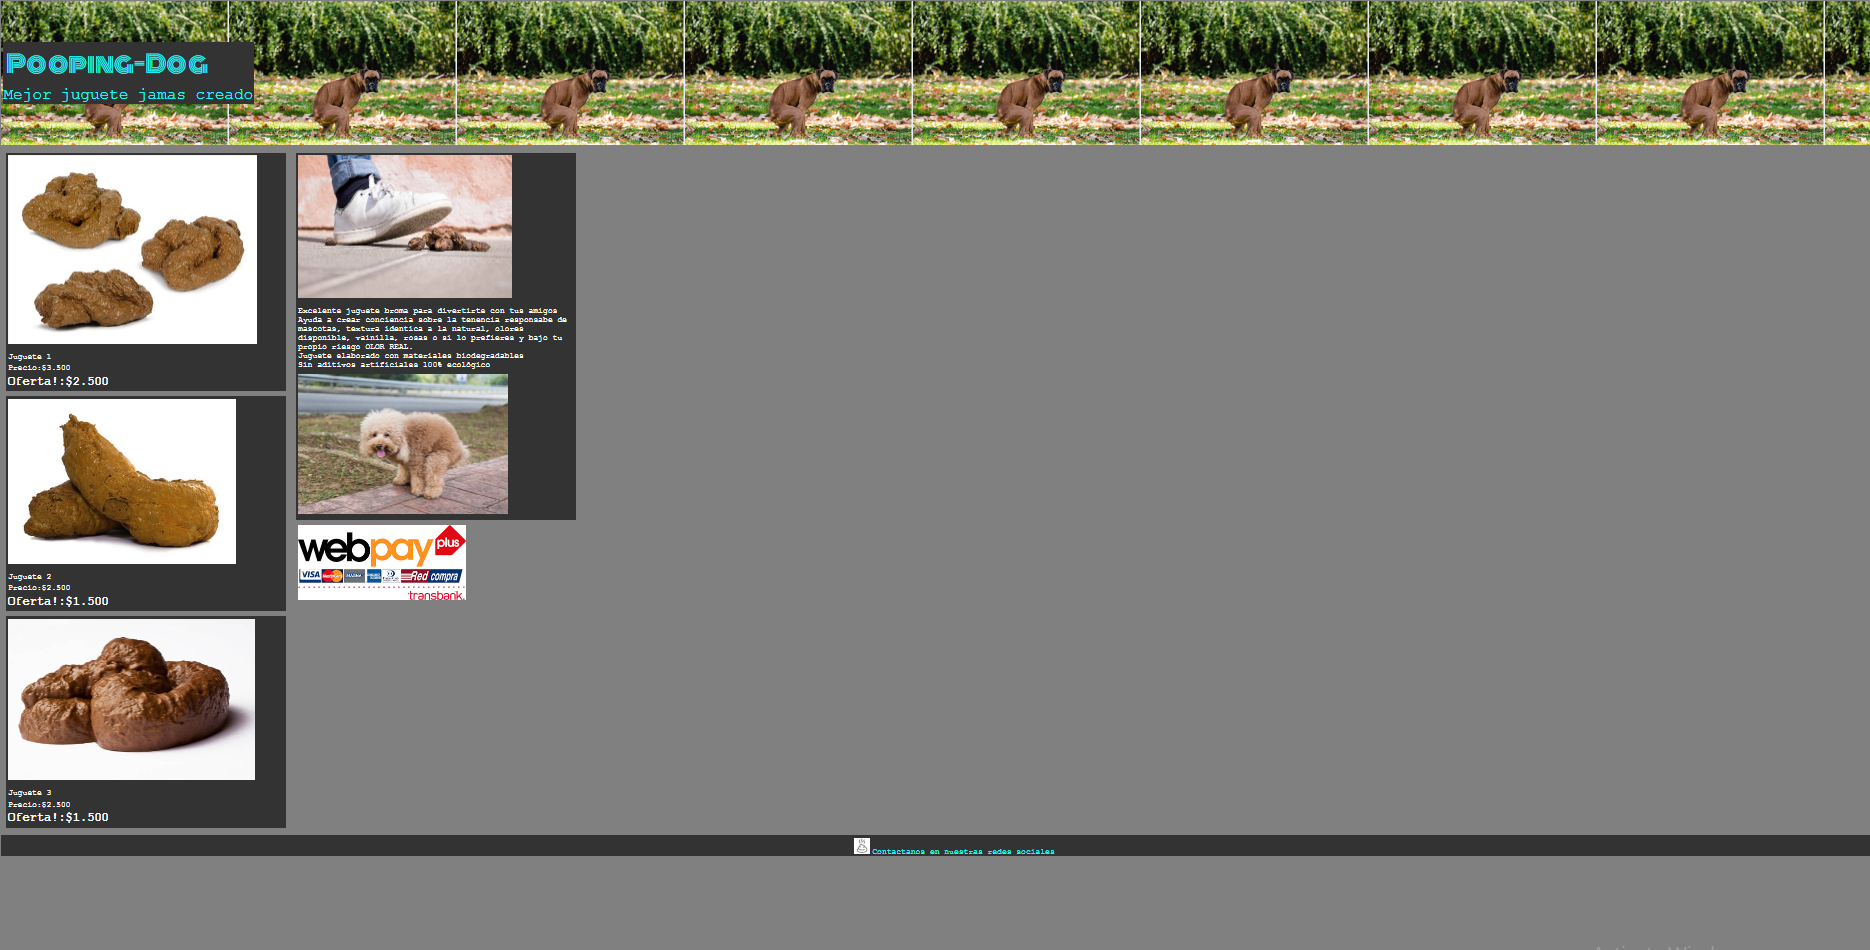 Pooping-Dog
Mejor juguete jamas creado
Juguete 1
Precio:$3.500
Oferta!:$2.500
Juguete 2
Precio:$2.500
Oferta!:$1.500
Juguete 3
Precio:$2.500
Oferta!:$1.500
Excelente juguete broma para divertirte con tus amigos
Ayuda a crear conciencia sobre la tenencia responsabe de
mascotas, textura identica a la natural, olores
disponible, vainilla, rosas o si lo prefieres y bajo tu
propio riesgo OLOR REAL.
Juguete elaborado con materiales biodegradables
Sin aditivos artificiales 100% ecológico
webpay plus
VISA MasterCard MAGNA Red compra
transbank.
Contactanos en nuestras redes sociales